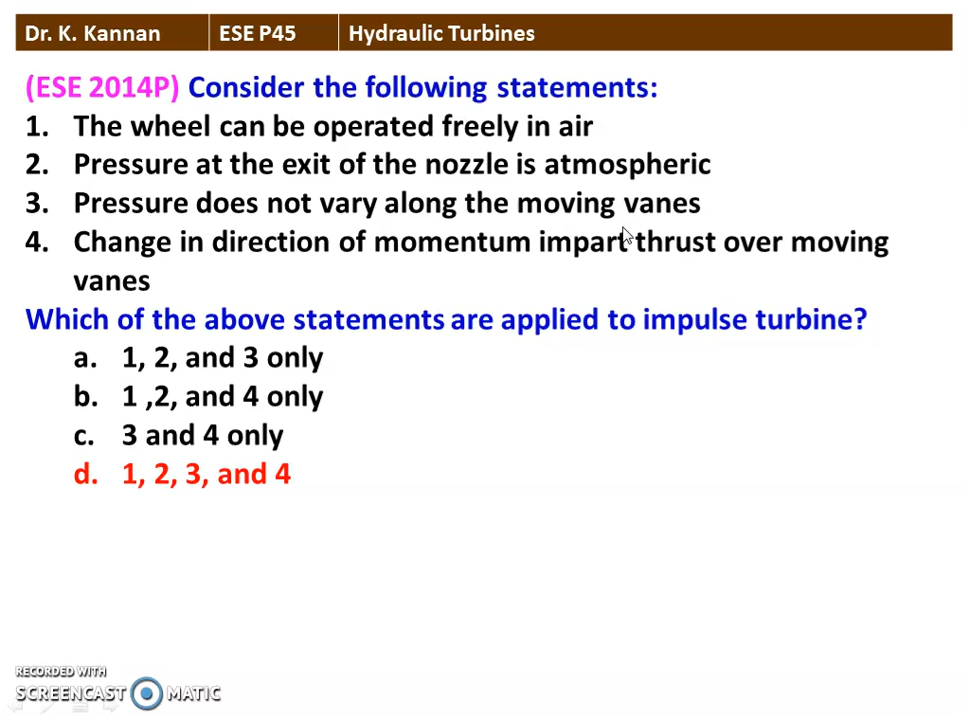 Dr. K. Kannan ESE P45 Hydraulic Turbines
(ESE 2014P) Consider the following statements:
1. The wheel can be operated freely in air
2. Pressure at the exit of the nozzle is atmospheric
3. Pressure does not vary along the moving vanes
4. Change in direction of momentum impart thrust over moving
vanes
Which of the above statements are applied to impulse turbine?
a. 1, 2, and 3 only
b. 1 ,2, and 4 only
c. 3 and 4 only
d. 1, 2, 3, and 4
RECORDED WITH
SCREENCAST MATIC